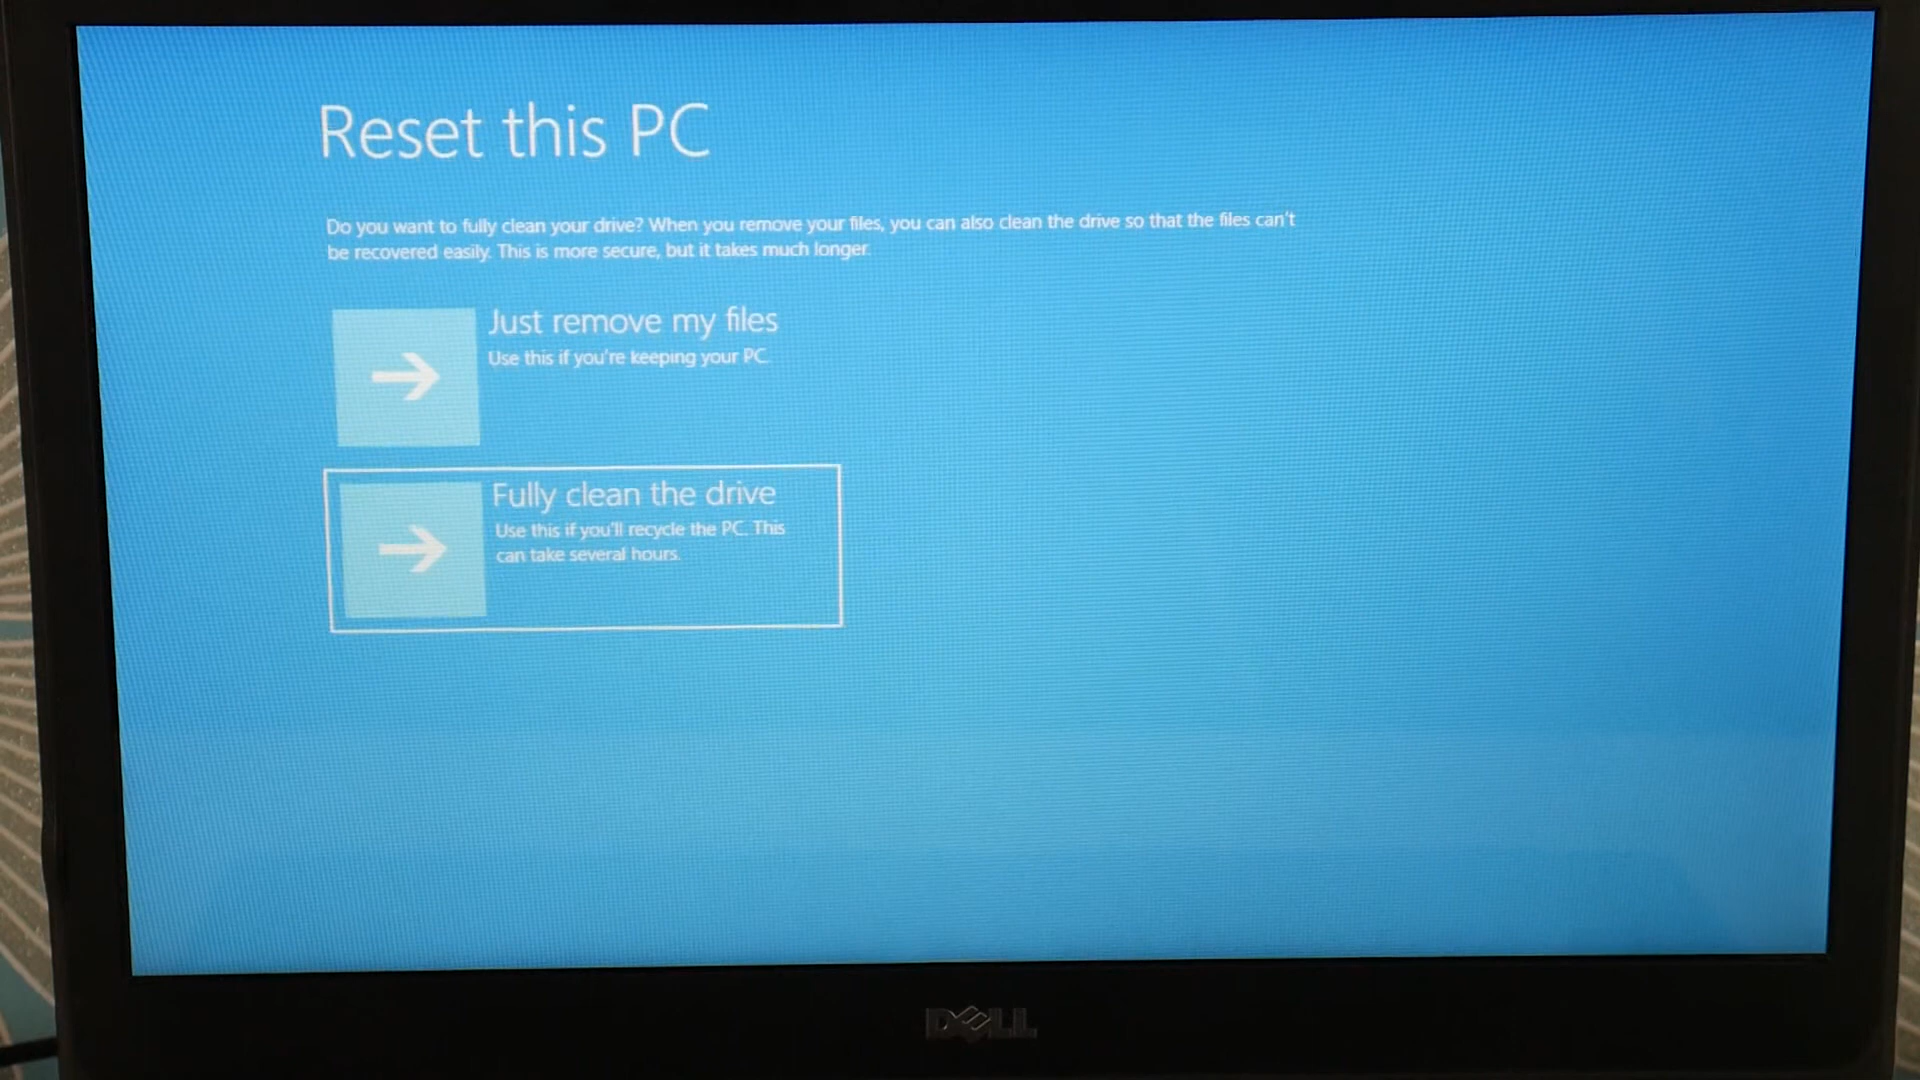 Reset this PC
Do you want to fully clean your drive? When you remove your files, you can also clean the drive so that the files can't
be recovered easily. This is more secure, but it takes much longer.
Just remove my files
Use this if you're keeping your PC.
Fully clean the drive
Use this if you'll recycle the PC. This
can take several hours.
DELL